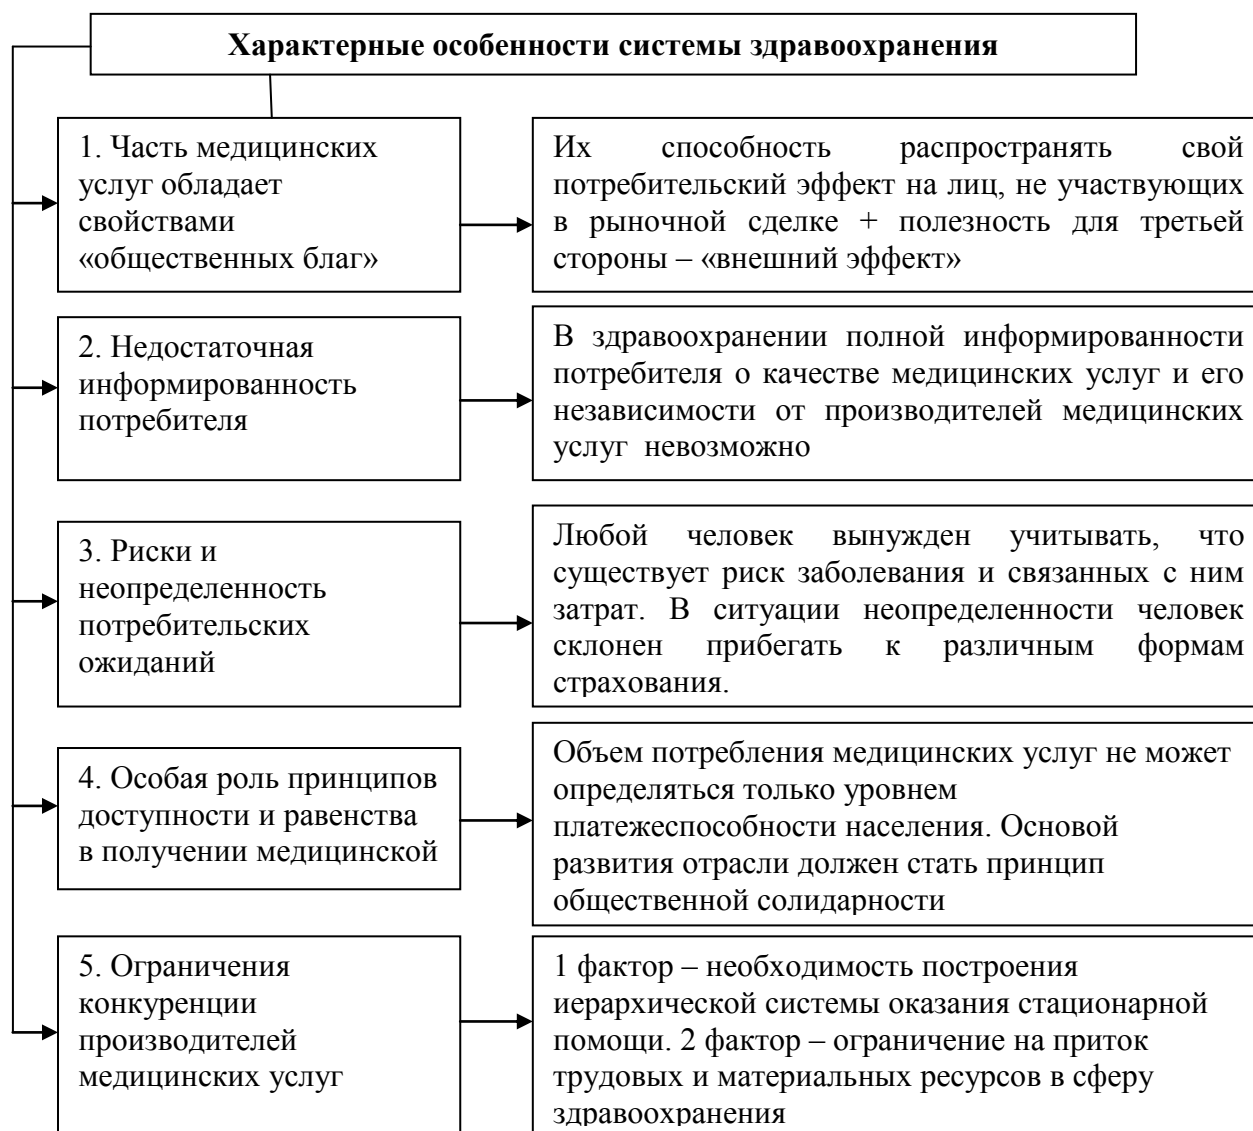 Характерные особенности системы здравоохранения
1. Часть медицинских
услуг обладает
свойствами
«общественных благ»
Их способность распространять свой
потребительский эффект на лиц, не участвующих
в рыночной сделке + полезность для третьей
стороны – «внешний эффект»
2. Недостаточная
информированность
потребителя
В здравоохранении полной информированности
потребителя о качестве медицинских услуг и его
независимости от производителей медицинских
услуг невозможно
3. Риски и
неопределенность
потребительских
ожиданий
Любой человек вынужден учитывать, что
существует риск заболевания и связанных с ним
затрат. В ситуации неопределенности человек
склонен прибегать к различным формам
страхования.
4. Особая роль принципов
доступности и равенства
в получении медицинской
Объем потребления медицинских услуг не может
определяться только уровнем
платежеспособности населения. Основой
развития отрасли должен стать принцип
общественной солидарности
5. Ограничения
конкуренции
производителей
медицинских услуг
1 фактор – необходимость построения
иерархической системы оказания стационарной
помощи. 2 фактор – ограничение на приток
трудовых и материальных ресурсов в сферу
здравоохранения